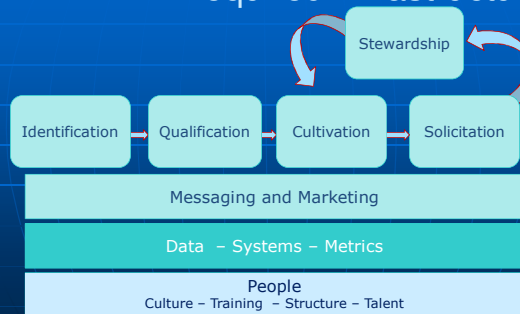 Stewardship
Identification
Qualification
Cultivation
Solicitation
Messaging and Marketing
Data – Systems – Metrics
People
Culture – Training – Structure – Talent